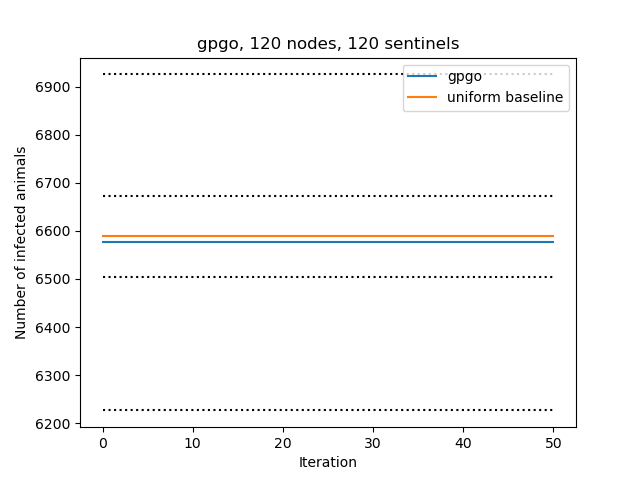 gpgo, 120 nodes, 120 sentinels
gpgo
uniform baseline
Number of infected animals
6900
6800
6700
6600
6500
6400
6300
6200
0 10 20 30 40 50
Iteration